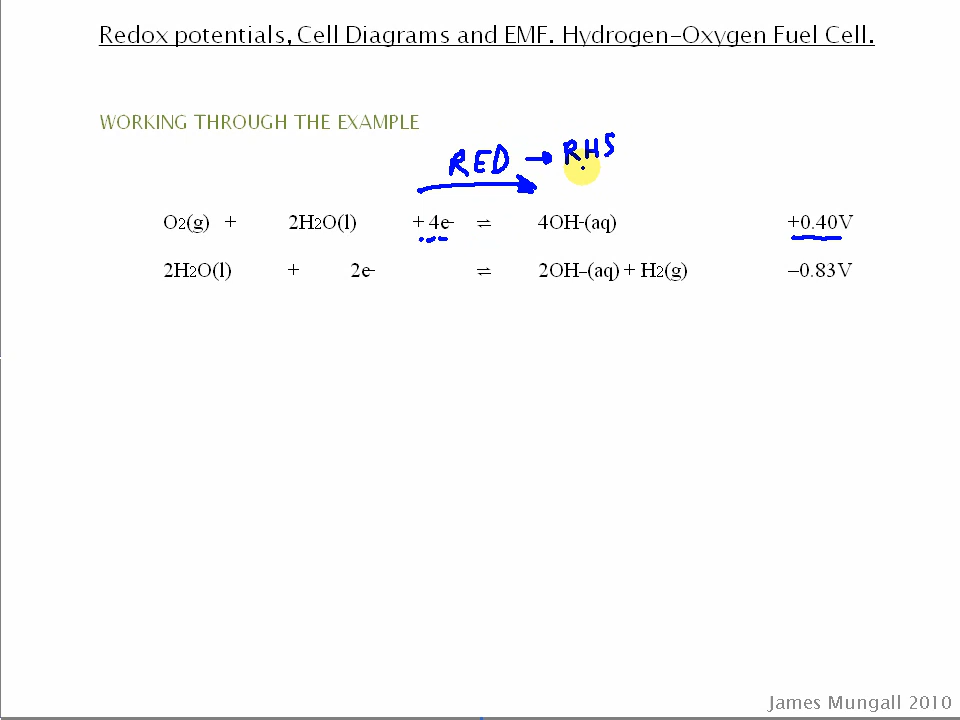 Redox potentials, Cell Diagrams and EMF. Hydrogen-Oxygen Fuel Cell.
WORKING THROUGH THE EXAMPLE
RED → RHS
O2(g) + 2H2O(l) + 4e- ⇌ 4OH-(aq) +0.40V
2H2O(l) + 2e- ⇌ 2OH-(aq) + H2(g) -0.83V
James Mungall 2010